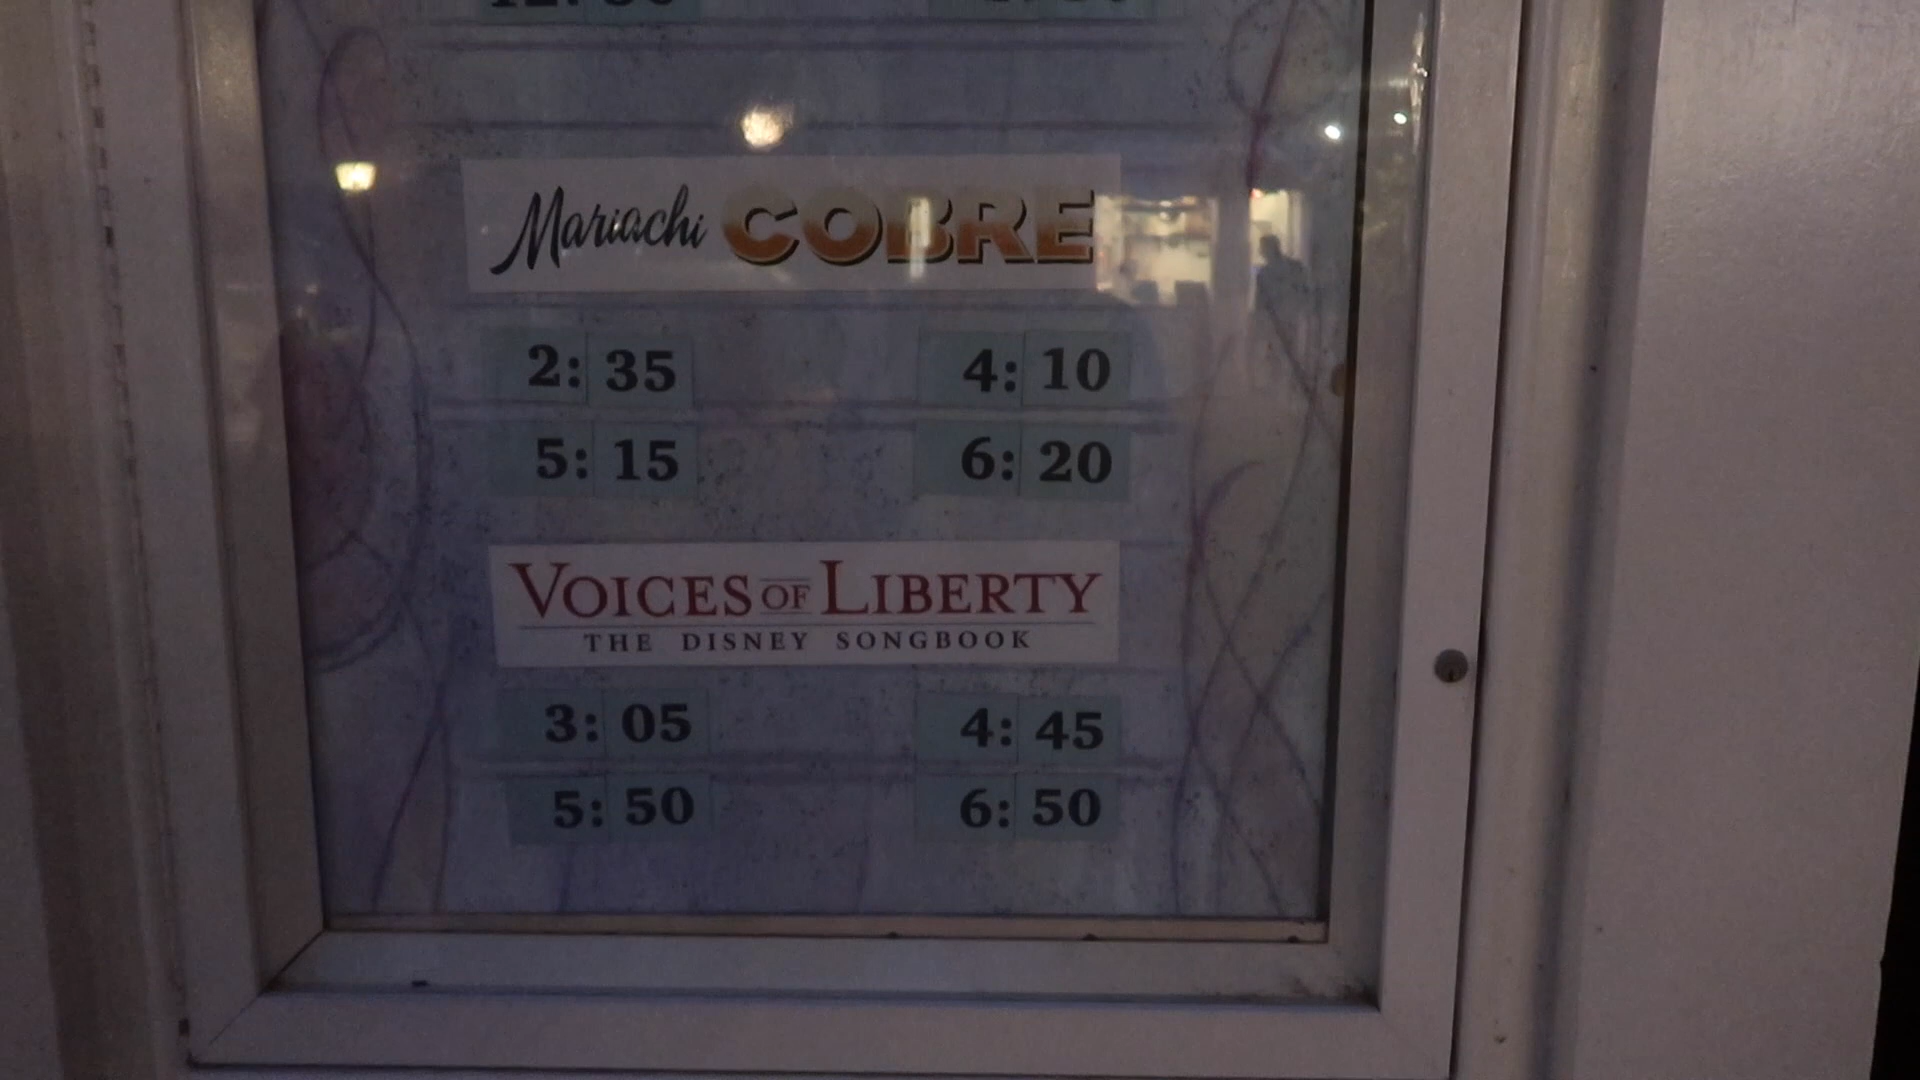 Mariachi COBRE
2:35 4:10
5:15 6:20
VOICES OF LIBERTY
THE DISNEY SONGBOOK
3:05 4:45
5:50 6:50